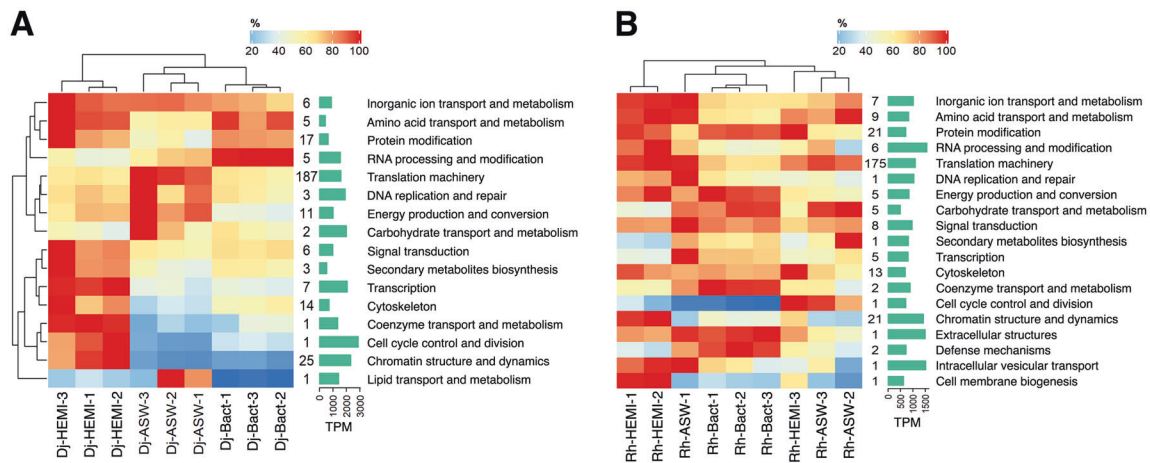 A
%
20 40 60 80 100
6 Inorganic ion transport and metabolism
5 Amino acid transport and metabolism
17 Protein modification
5 RNA processing and modification
187 Translation machinery
3 DNA replication and repair
11 Energy production and conversion
2 Carbohydrate transport and metabolism
6 Signal transduction
3 Secondary metabolites biosynthesis
7 Transcription
14 Cytoskeleton
1 Coenzyme transport and metabolism
1 Cell cycle control and division
25 Chromatin structure and dynamics
1 Lipid transport and metabolism
Dj-HEMI-3
Dj-HEMI-1
Dj-HEMI-2
Dj-ASW-3
Dj-ASW-2
Dj-ASW-1
Dj-Bact-1
Dj-Bact-3
Dj-Bact-2
0 1000 2000 3000
TPM
B
%
20 40 60 80 100
7 Inorganic ion transport and metabolism
9 Amino acid transport and metabolism
21 Protein modification
6 RNA processing and modification
175 Translation machinery
1 DNA replication and repair
5 Energy production and conversion
5 Carbohydrate transport and metabolism
8 Signal transduction
1 Secondary metabolites biosynthesis
5 Transcription
13 Cytoskeleton
2 Coenzyme transport and metabolism
1 Cell cycle control and division
21 Chromatin structure and dynamics
1 Extracellular structures
2 Defense mechanisms
1 Intracellular vesicular transport
1 Cell membrane biogenesis
Rh-HEMI-1
Rh-HEMI-2
Rh-ASW-1
Rh-Bact-1
Rh-Bact-2
Rh-Bact-3
Rh-HEMI-3
Rh-ASW-3
Rh-ASW-2
0 500 1000 1500
TPM